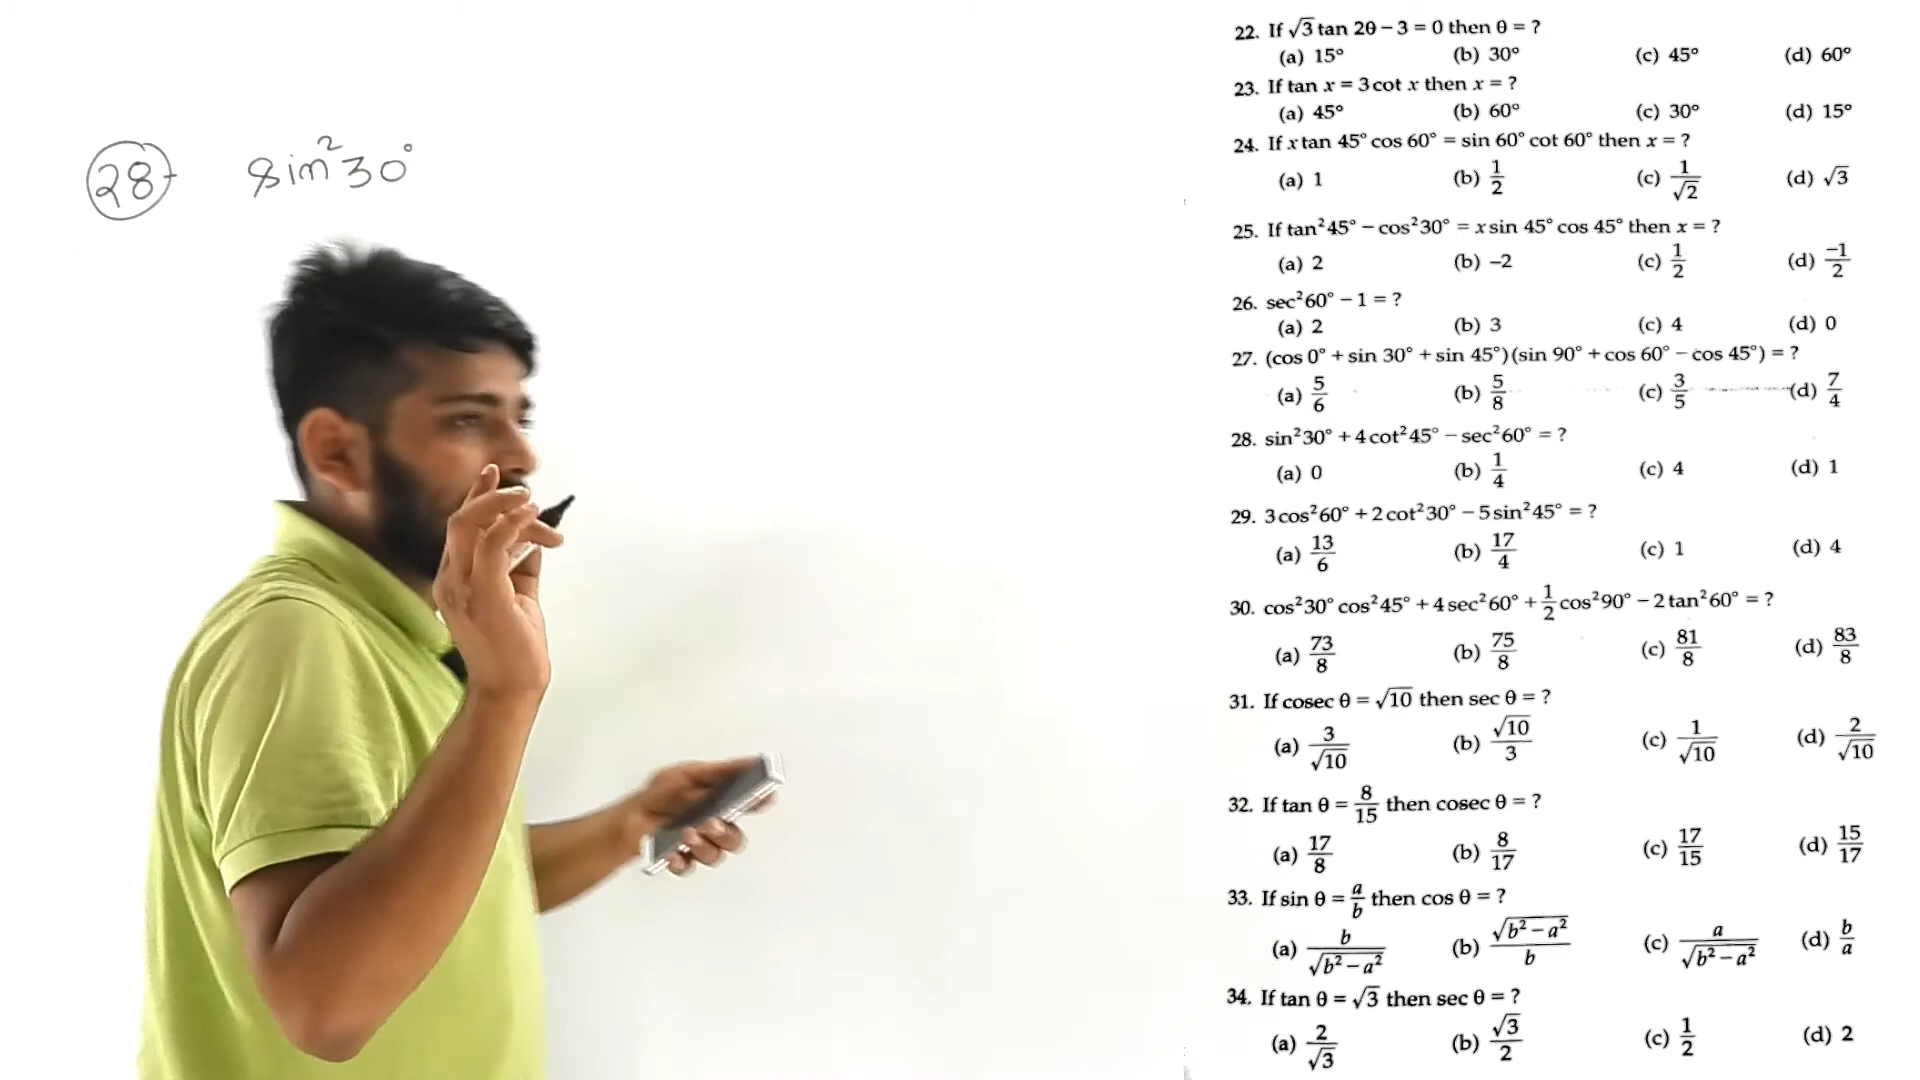 28 sin²30°
22. If √3 tan 2θ − 3 = 0 then θ = ?
(a) 15° (b) 30° (c) 45° (d) 60°
23. If tan x = 3 cot x then x = ?
(a) 45° (b) 60° (c) 30° (d) 15°
24. If x tan 45° cos 60° = sin 60° cot 60° then x = ?
(a) 1 (b) 1/2 (c) 1/√2 (d) √3
25. If tan²45° − cos²30° = x sin 45° cos 45° then x = ?
(a) 2 (b) −2 (c) 1/2 (d) −1/2
26. sec²60° − 1 = ?
(a) 2 (b) 3 (c) 4 (d) 0
27. (cos 0° + sin 30° + sin 45°)(sin 90° + cos 60° − cos 45°) = ?
(a) 5/6 (b) 5/8 (c) 3/5 (d) 7/4
28. sin²30° + 4 cot²45° − sec²60° = ?
(a) 0 (b) 1/4 (c) 4 (d) 1
29. 3 cos²60° + 2 cot²30° − 5 sin²45° = ?
(a) 13/6 (b) 17/4 (c) 1 (d) 4
30. cos²30° cos²45° + 4 sec²60° + 1/2 cos²90° − 2 tan²60° = ?
(a) 73/8 (b) 75/8 (c) 81/8 (d) 83/8
31. If cosec θ = √10 then sec θ = ?
(a) 3/√10 (b) √10/3 (c) 1/√10 (d) 2/√10
32. If tan θ = 8/15 then cosec θ = ?
(a) 17/8 (b) 8/17 (c) 17/15 (d) 15/17
33. If sin θ = a/b then cos θ = ?
(a) b/√(b² − a²) (b) √(b² − a²)/b (c) a/√(b² − a²) (d) b/a
34. If tan θ = √3 then sec θ = ?
(a) 2/√3 (b) √3/2 (c) 1/2 (d) 2